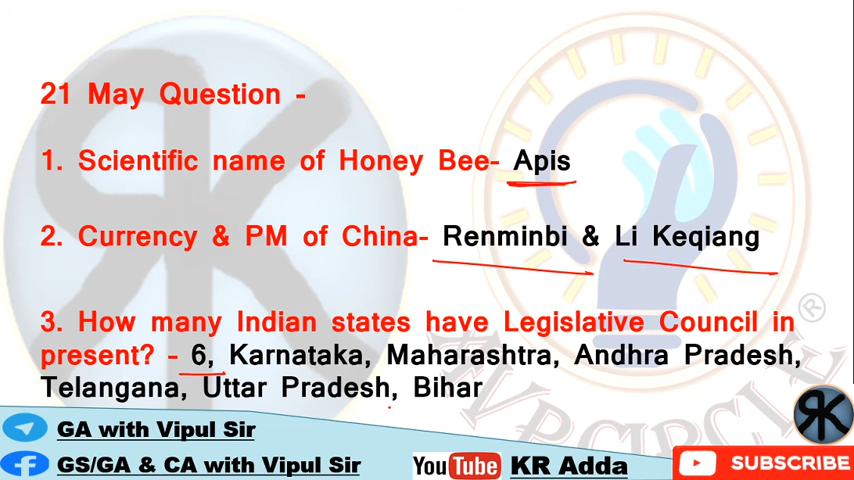 21 May Question -
1. Scientific name of Honey Bee- Apis
2. Currency & PM of China- Renminbi & Li Keqiang
3. How many Indian states have Legislative Council in
present? - 6, Karnataka, Maharashtra, Andhra Pradesh,
Telangana, Uttar Pradesh, Bihar
GA with Vipul Sir
GS/GA & CA with Vipul Sir
YouTube KR Adda
SUBSCRIBE